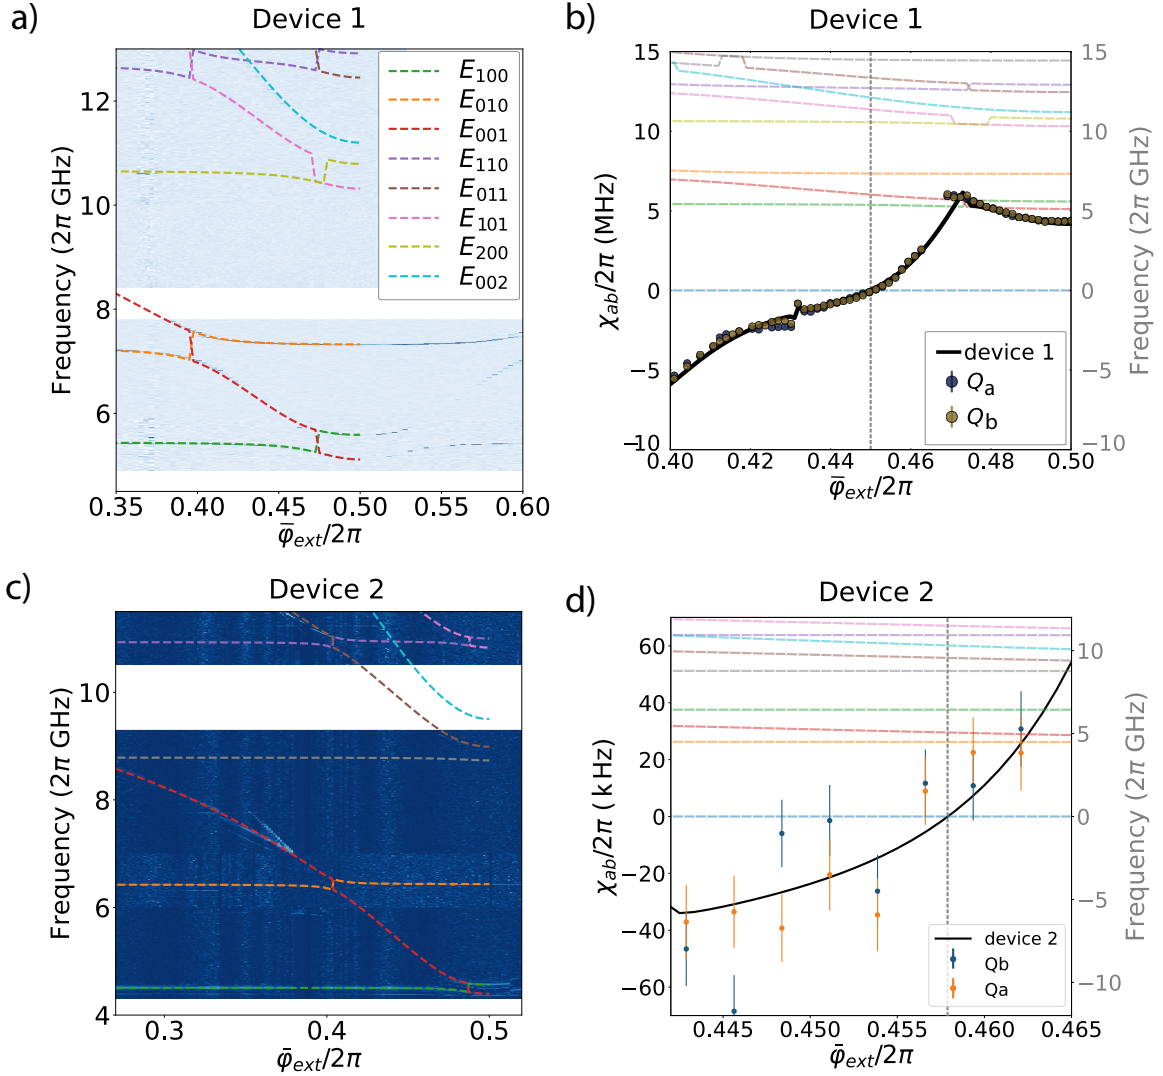 a)
Device 1
Frequency (2π GHz)
12
10
8
6
0.35 0.40 0.45 0.50 0.55 0.60
φ̅ext/2π
E100
E010
E001
E110
E011
E101
E200
E002
b)
Device 1
χab/2π (MHz)
15
10
5
0
−5
−10
0.40 0.42 0.44 0.46 0.48 0.50
φ̅ext/2π
15
10
5
0
−5
−10
Frequency (2π GHz)
device 1
Qa
Qb
c)
Device 2
Frequency (2π GHz)
10
8
6
4
0.3 0.4 0.5
φ̅ext/2π
d)
Device 2
χab/2π ( kHz)
60
40
20
0
−20
−40
−60
0.445 0.450 0.455 0.460 0.465
φ̅ext/2π
10
5
0
−5
−10
Frequency (2π GHz)
device 2
Qb
Qa